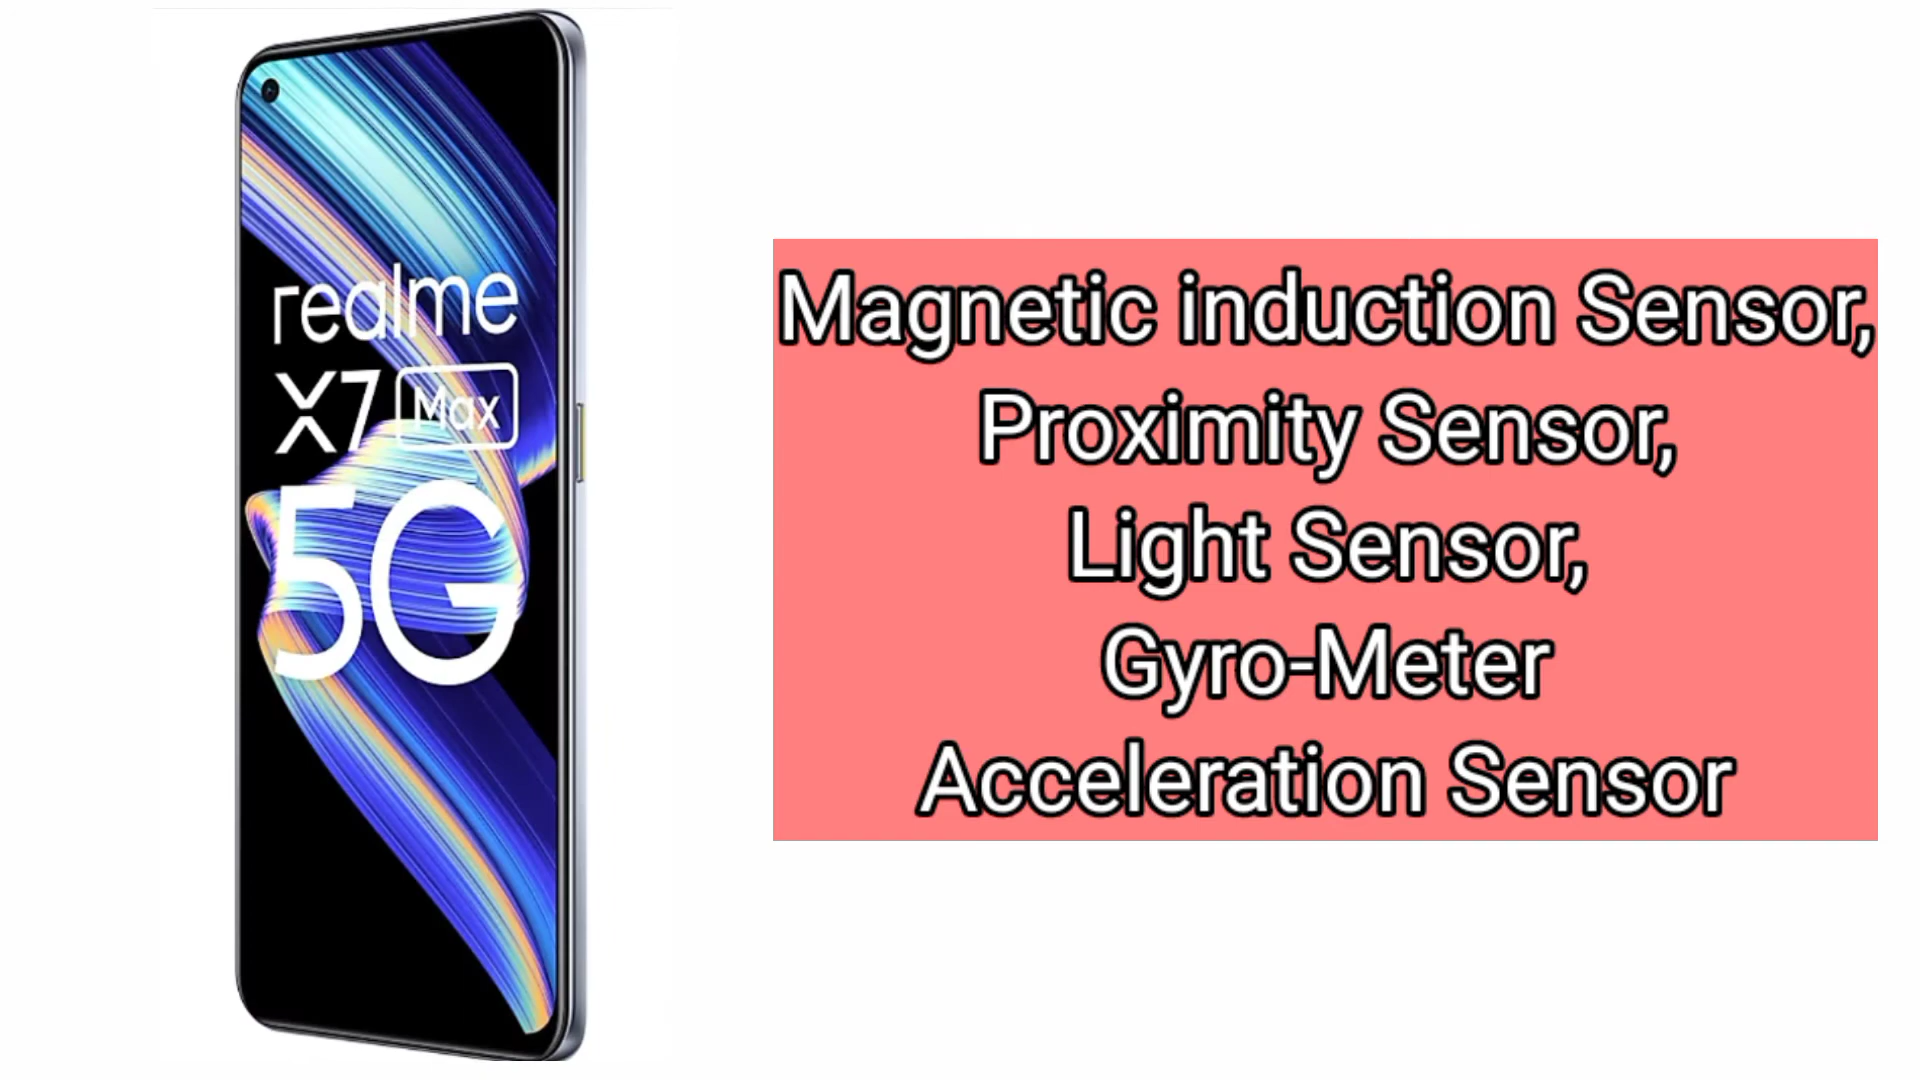 realme
X7 Max
5G
Magnetic induction Sensor,
Proximity Sensor,
Light Sensor,
Gyro-Meter
Acceleration Sensor